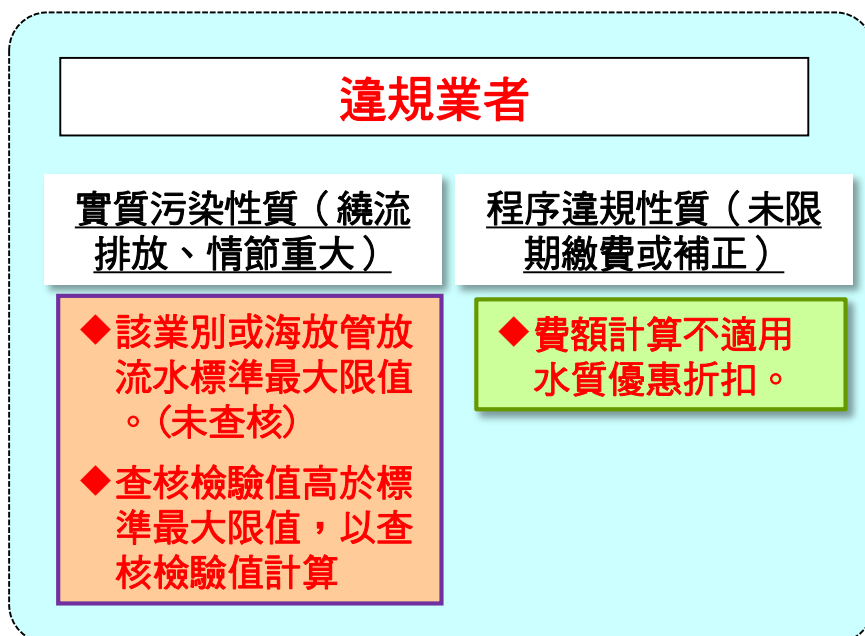 違規業者
實質污染性質（繞流
排放、情節重大）
◆該業別或海放管放
流水標準最大限值
。(未查核)
◆查核檢驗值高於標
準最大限值，以查
核檢驗值計算
程序違規性質（未限
期繳費或補正）
◆費額計算不適用
水質優惠折扣。